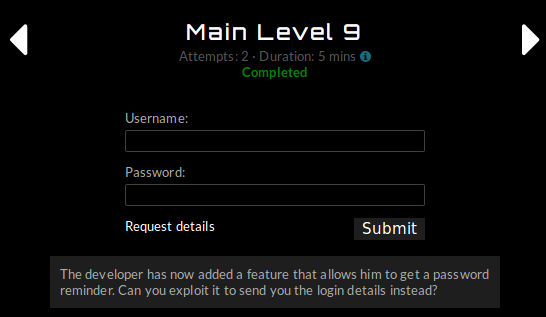 Main Level 9
Attempts: 2 · Duration: 5 mins
Completed
Username:
Password:
Request details
Submit
The developer has now added a feature that allows him to get a password
reminder. Can you exploit it to send you the login details instead?